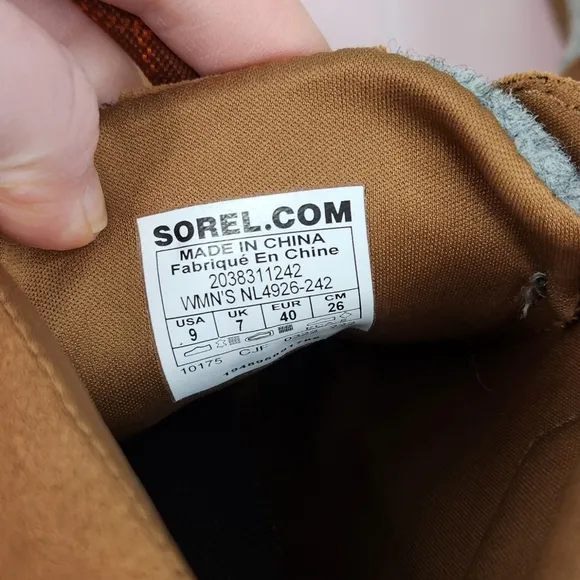 SOREL.COM
MADE IN CHINA
Fabriqué En Chine
2038311242
WMN'S NL4926-242
USA UK EUR CM
9 7 40 26
10175 CJF